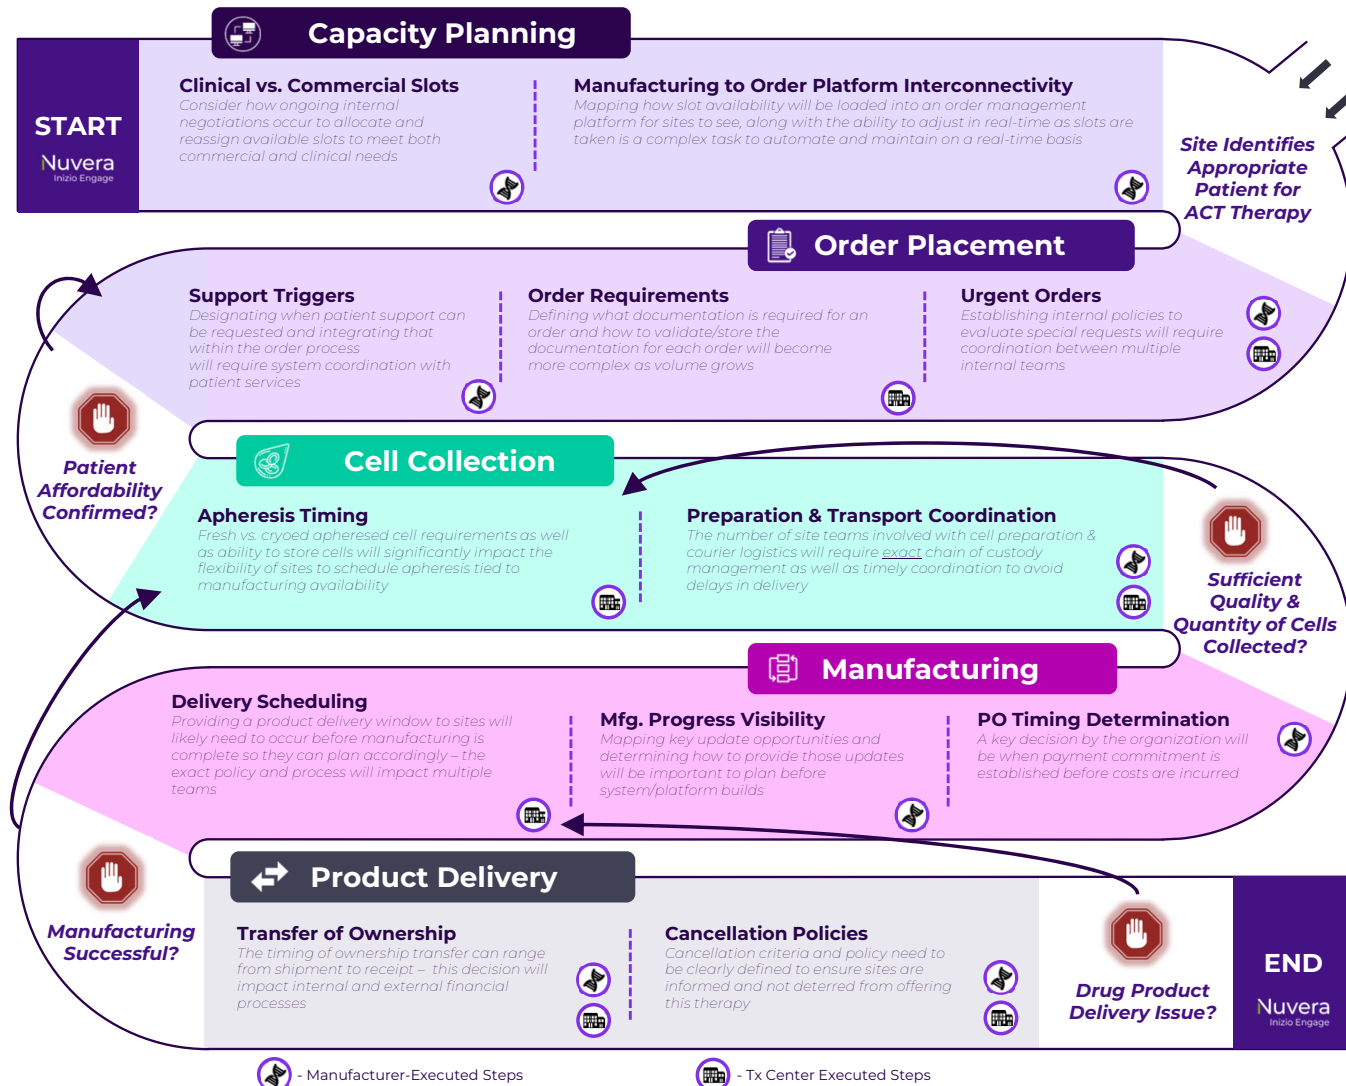 Capacity Planning
START
Nuvera
Inizio Engage
Clinical vs. Commercial Slots
Consider how ongoing internal
negotiations occur to allocate and
reassign available slots to meet both
commercial and clinical needs
Manufacturing to Order Platform Interconnectivity
Mapping how slot availability will be loaded into an order management
platform for sites to see, along with the ability to adjust in real-time as slots are
taken is a complex task to automate and maintain on a real-time basis
Site Identifies
Appropriate
Patient for
ACT Therapy
Order Placement
Support Triggers
Designating when patient support can
be requested and integrating that
within the order process
will require system coordination with
patient services
Order Requirements
Defining what documentation is required for an
order and how to validate/store the
documentation for each order will become
more complex as volume grows
Urgent Orders
Establishing internal policies to
evaluate special requests will require
coordination between multiple
internal teams
Patient
Affordability
Confirmed?
Cell Collection
Apheresis Timing
Fresh vs. cryoed apheresed cell requirements as well
as ability to store cells will significantly impact the
flexibility of sites to schedule apheresis tied to
manufacturing availability
Preparation & Transport Coordination
The number of site teams involved with cell preparation &
courier logistics will require exact chain of custody
management as well as timely coordination to avoid
delays in delivery
Sufficient
Quality &
Quantity of Cells
Collected?
Manufacturing
Delivery Scheduling
Providing a product delivery window to sites will
likely need to occur before manufacturing is
complete so they can plan accordingly – the
exact policy and process will impact multiple
teams
Mfg. Progress Visibility
Mapping key update opportunities and
determining how to provide those updates
will be important to plan before
system/platform builds
PO Timing Determination
A key decision by the organization will
be when payment commitment is
established before costs are incurred
Manufacturing
Successful?
Product Delivery
Transfer of Ownership
The timing of ownership transfer can range
from shipment to receipt – this decision will
impact internal and external financial
processes
Cancellation Policies
Cancellation criteria and policy need to
be clearly defined to ensure sites are
informed and not deterred from offering
this therapy
Drug Product
Delivery Issue?
END
Nuvera
Inizio Engage
- Manufacturer-Executed Steps
- Tx Center Executed Steps